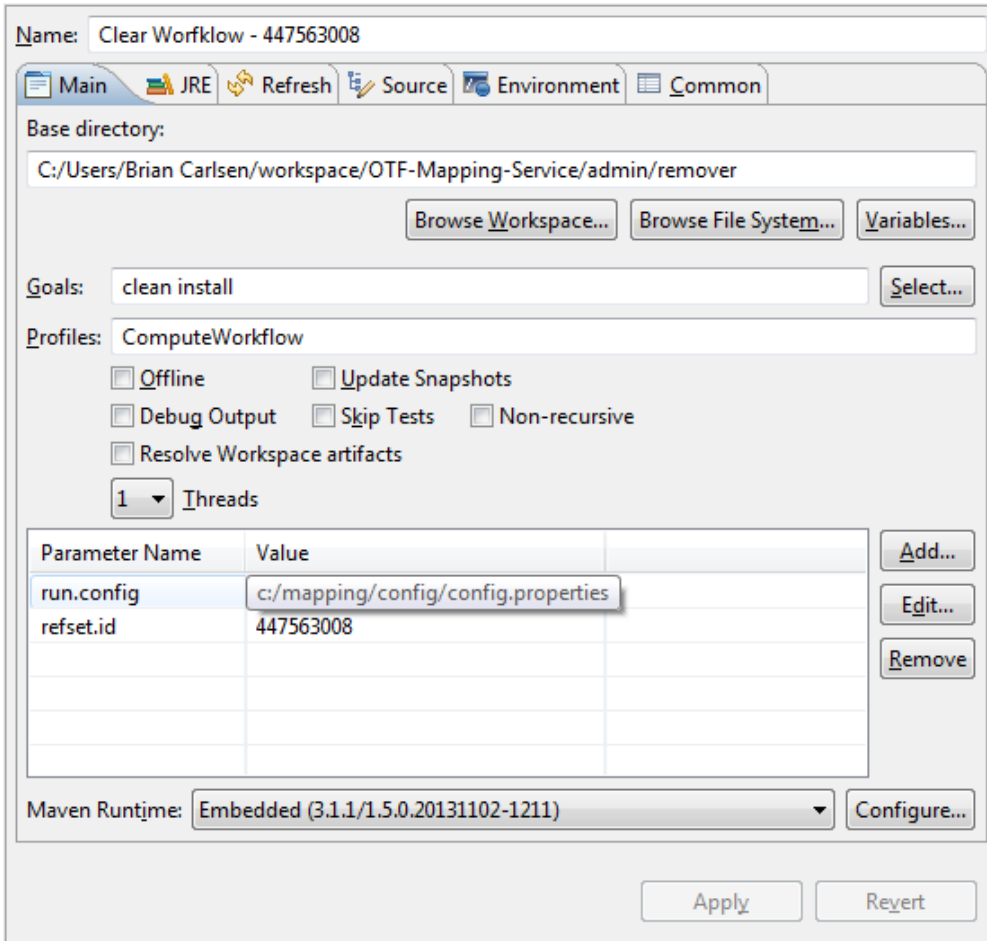 Name: Clear Worfklow - 447563008
Main JRE Refresh Source Environment Common
Base directory:
C:/Users/Brian Carlsen/workspace/OTF-Mapping-Service/admin/remover
Browse Workspace... Browse File System... Variables...
Goals: clean install Select...
Profiles: ComputeWorkflow
Offline Update Snapshots
Debug Output Skip Tests Non-recursive
Resolve Workspace artifacts
1 Threads
Parameter Name Value Add...
run.config c:/mapping/config/config.properties Edit...
refset.id 447563008
Remove
Maven Runtime: Embedded (3.1.1/1.5.0.20131102-1211) Configure...
Apply Revert